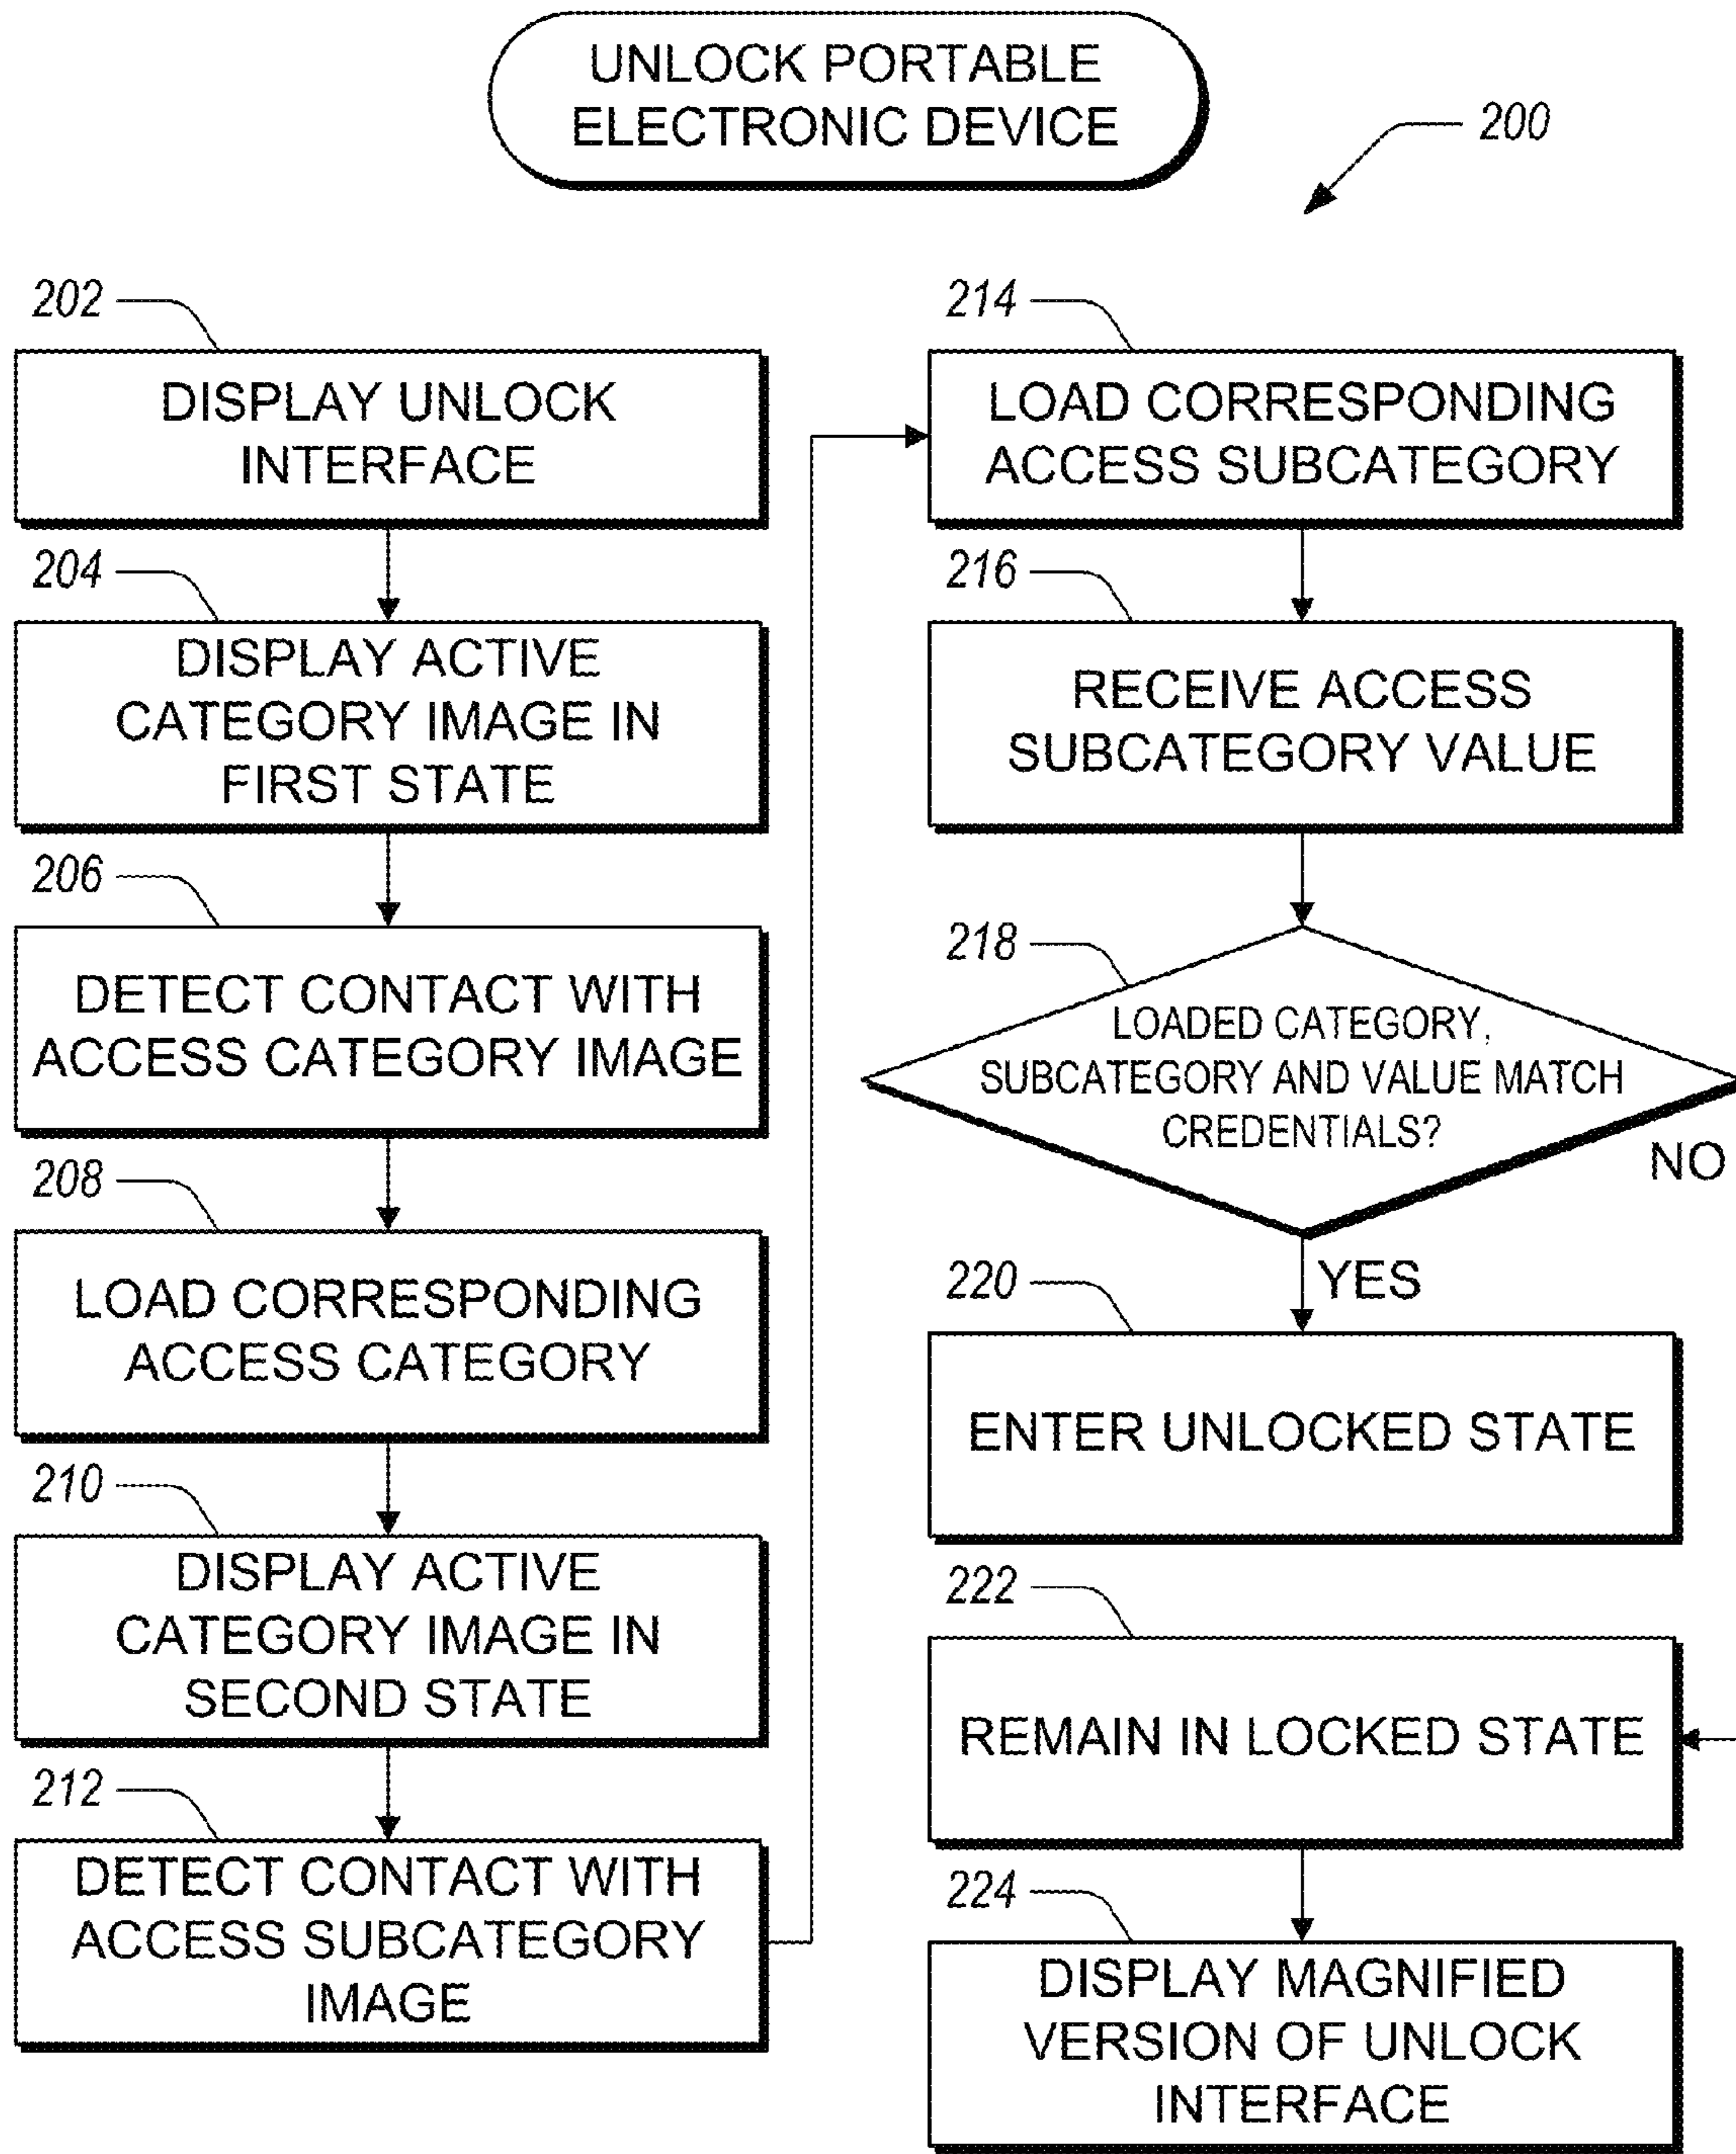 UNLOCK PORTABLE
ELECTRONIC DEVICE
200
202
DISPLAY UNLOCK
INTERFACE
204
DISPLAY ACTIVE
CATEGORY IMAGE IN
FIRST STATE
206
DETECT CONTACT WITH
ACCESS CATEGORY IMAGE
208
LOAD CORRESPONDING
ACCESS CATEGORY
210
DISPLAY ACTIVE
CATEGORY IMAGE IN
SECOND STATE
212
DETECT CONTACT WITH
ACCESS SUBCATEGORY
IMAGE
214
LOAD CORRESPONDING
ACCESS SUBCATEGORY
216
RECEIVE ACCESS
SUBCATEGORY VALUE
218
LOADED CATEGORY,
SUBCATEGORY AND VALUE MATCH
CREDENTIALS?
NO
YES
220
ENTER UNLOCKED STATE
222
REMAIN IN LOCKED STATE
224
DISPLAY MAGNIFIED
VERSION OF UNLOCK
INTERFACE